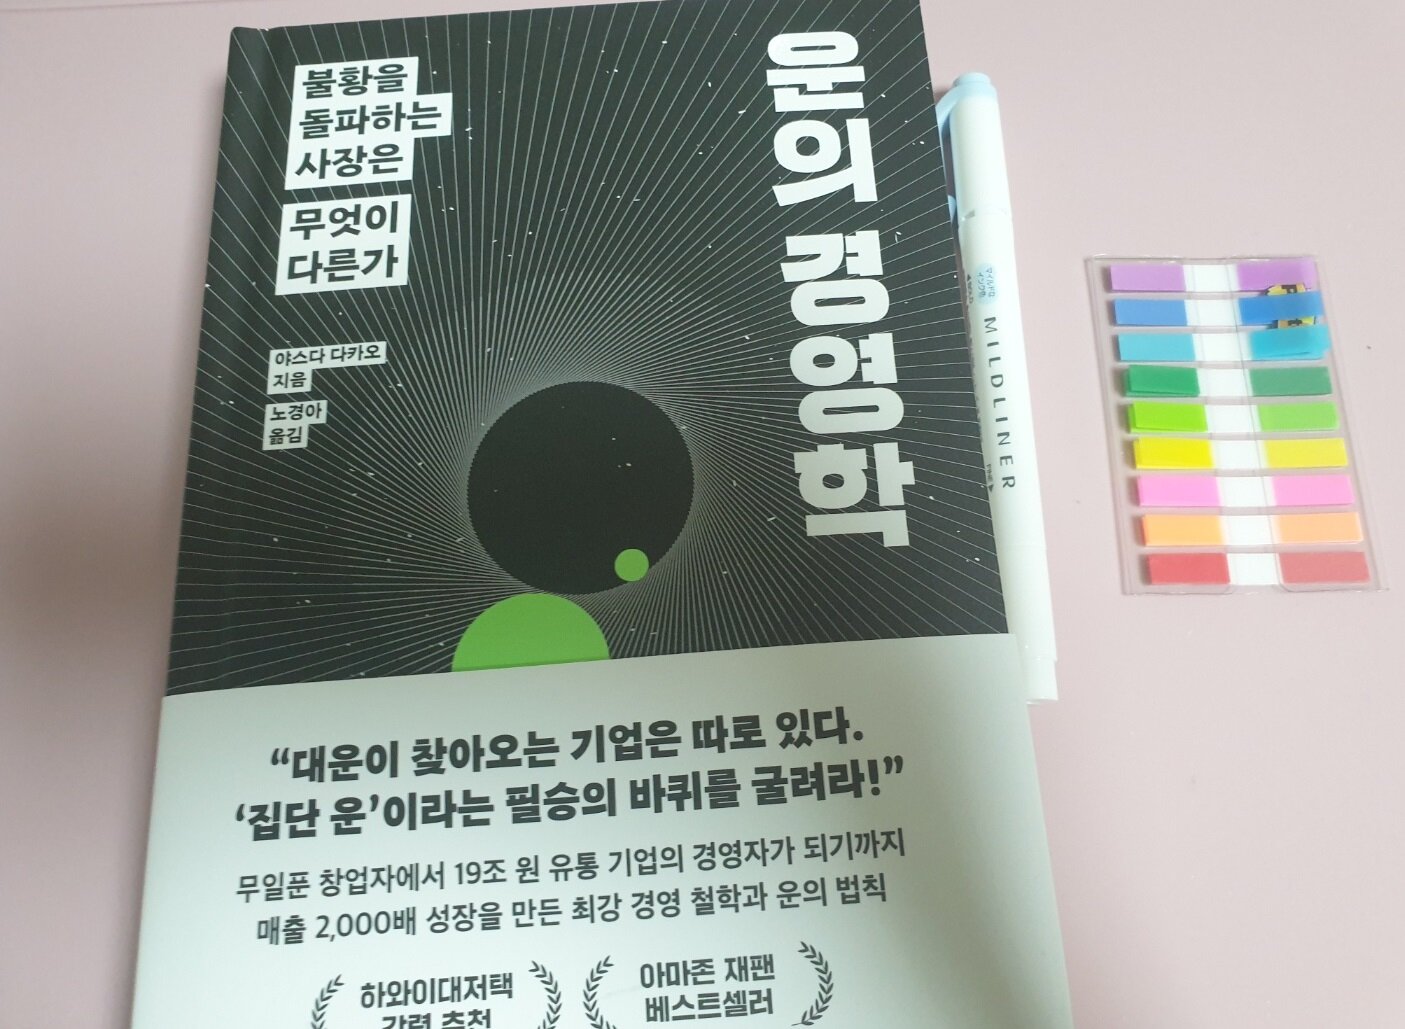 불황을
돌파하는
사장은
무엇이
다른가
야스다 다카오
지음
노경아
옮김
운의 경영학
MILDLINER
“대운이 찾아오는 기업은 따로 있다.
‘집단 운’이라는 필승의 바퀴를 굴려라!”
무일푼 창업자에서 19조 원 유통 기업의 경영자가 되기까지
매출 2,000배 성장을 만든 최강 경영 철학과 운의 법칙
하와이대저택
강력 추천
아마존 재팬
베스트셀러